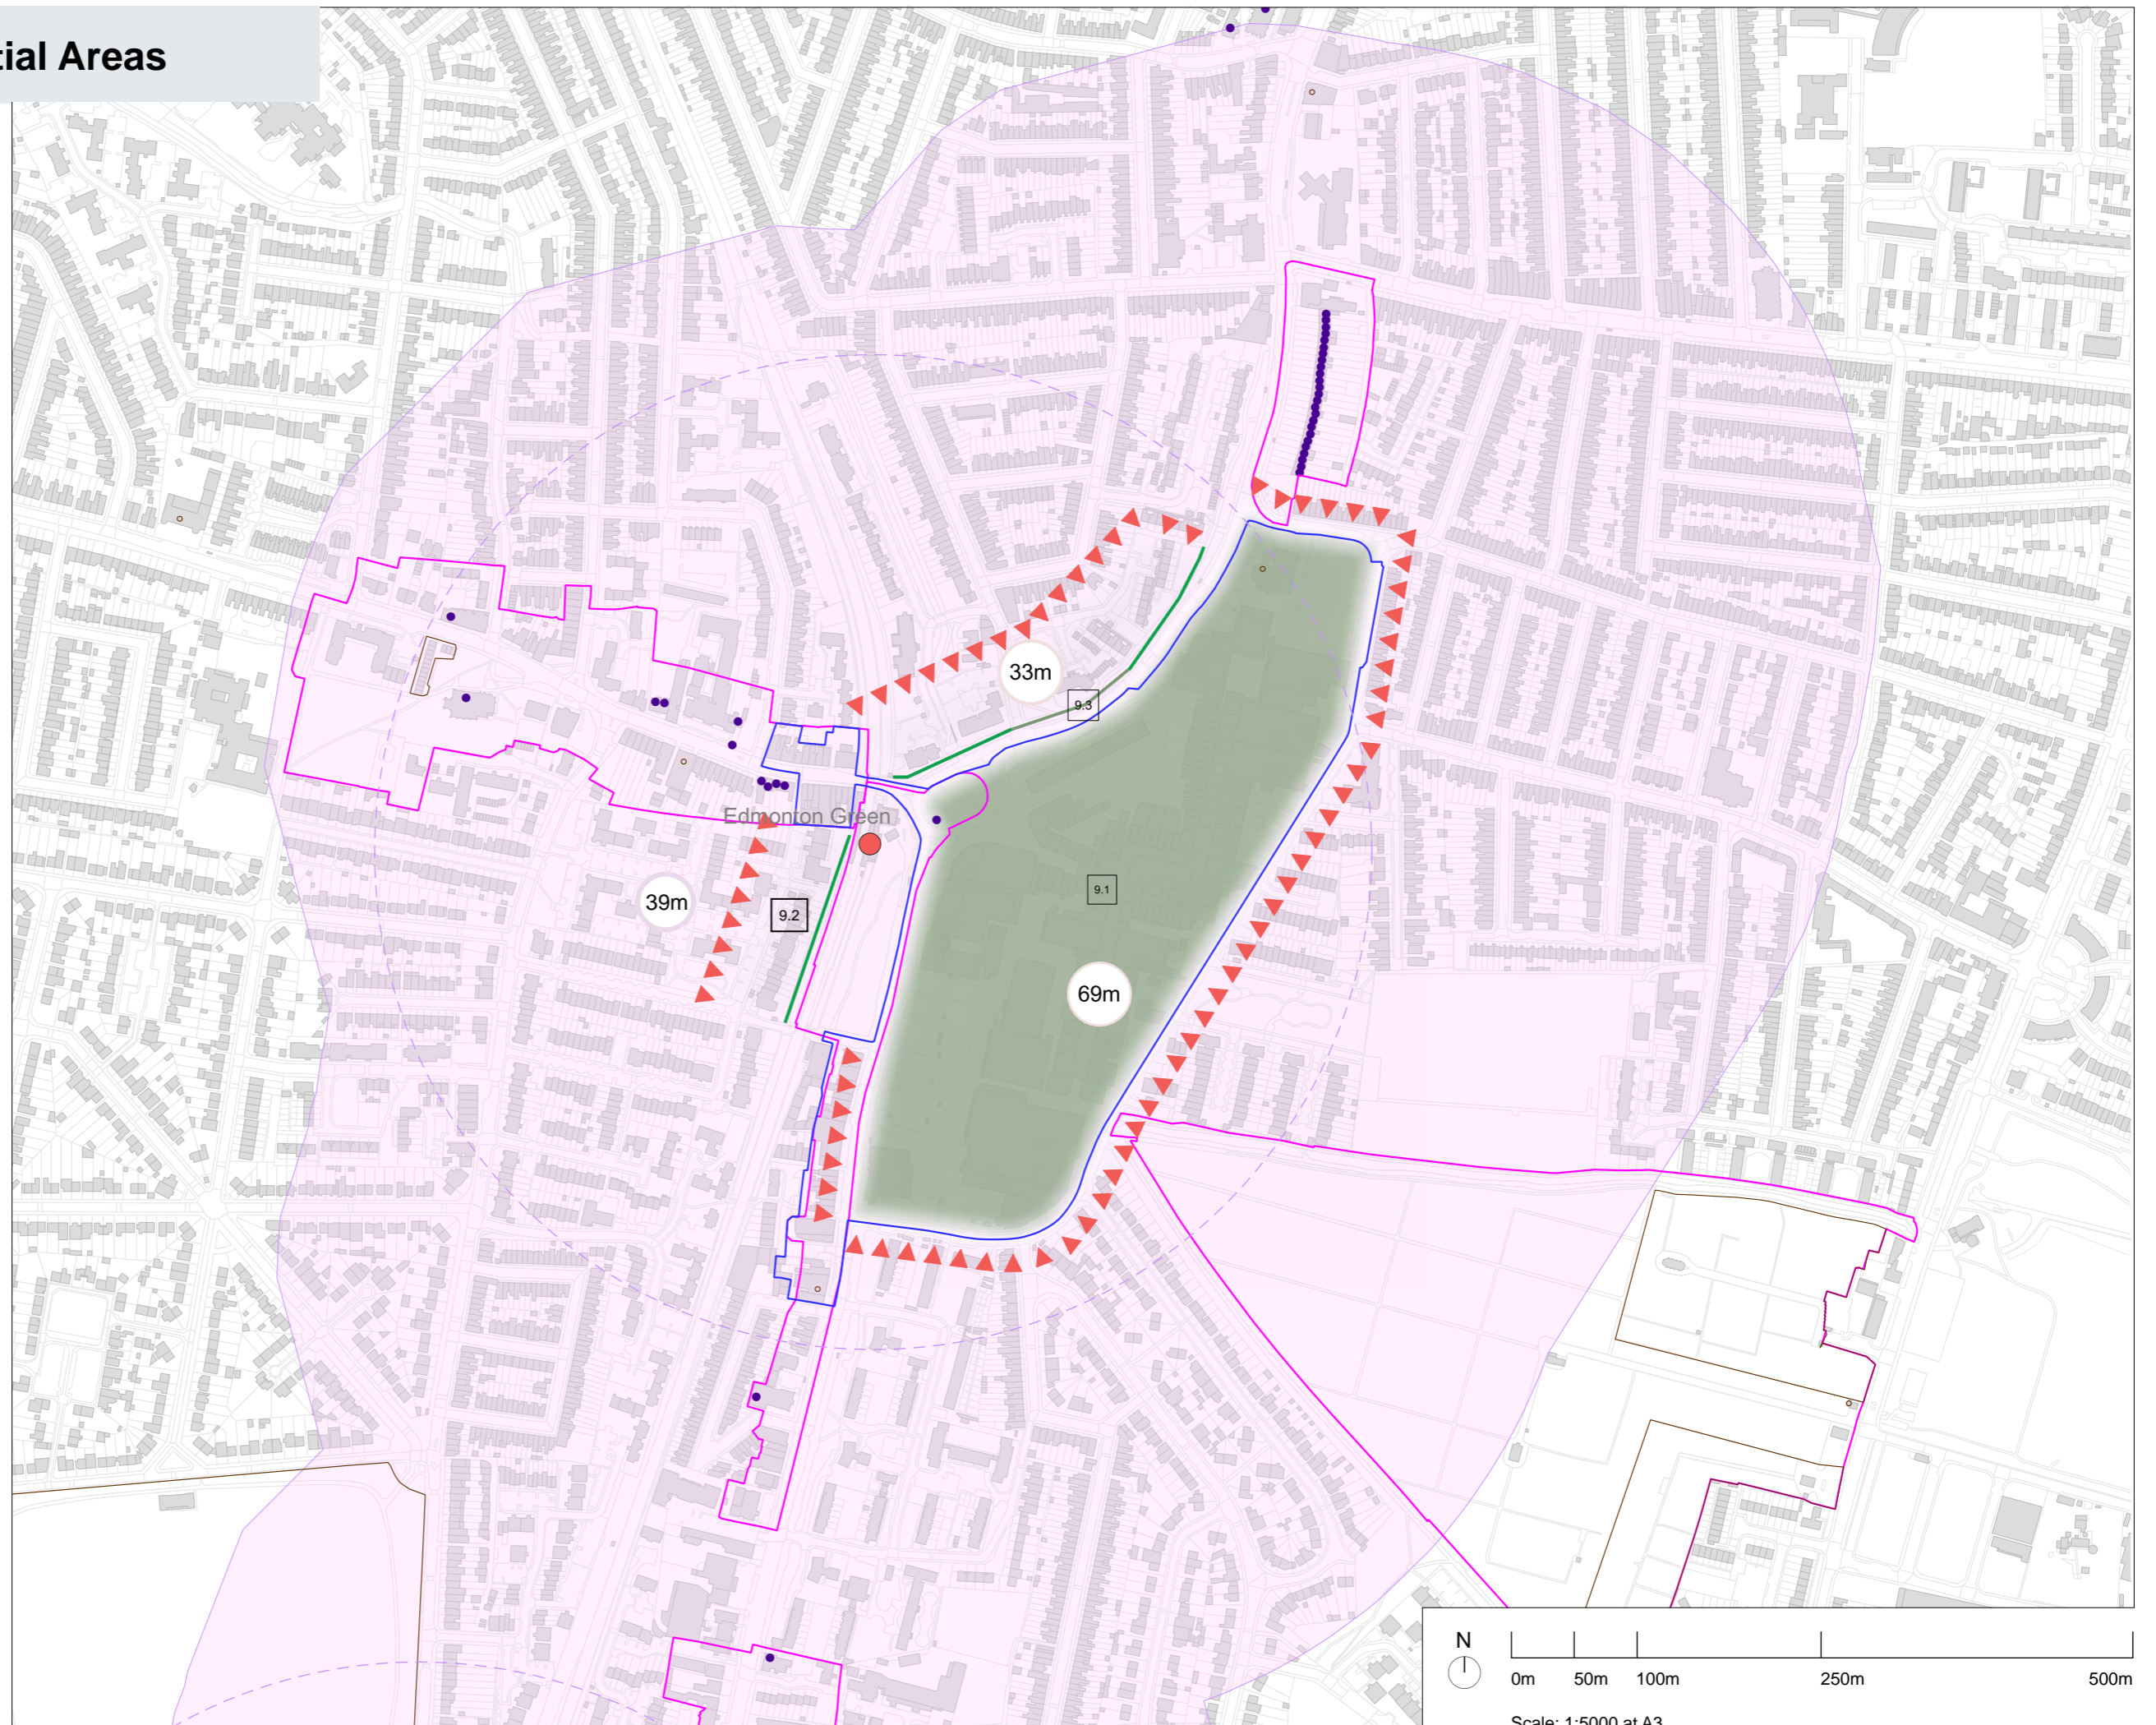 tial Areas
33m
9.3
Edmonton Green
9.1
39m
9.2
69m
N
0m 50m 100m 250m 500m
Scale: 1:5000 at A3